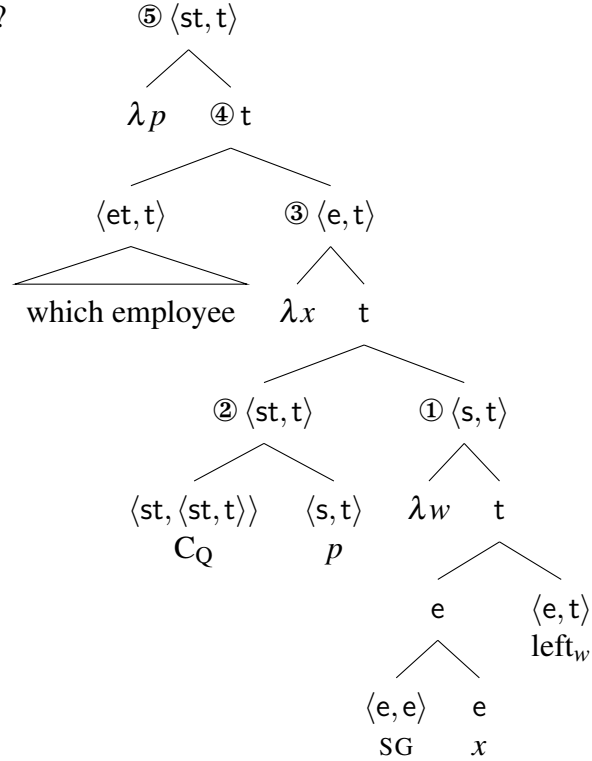 ?
⑤ ⟨st, t⟩
λp ④ t
⟨et, t⟩ ③ ⟨e, t⟩
which employee λx t
② ⟨st, t⟩ ① ⟨s, t⟩
⟨st, ⟨st, t⟩⟩ ⟨s, t⟩ λw t
C_Q p
e ⟨e, t⟩
left_w
⟨e, e⟩ e
SG x